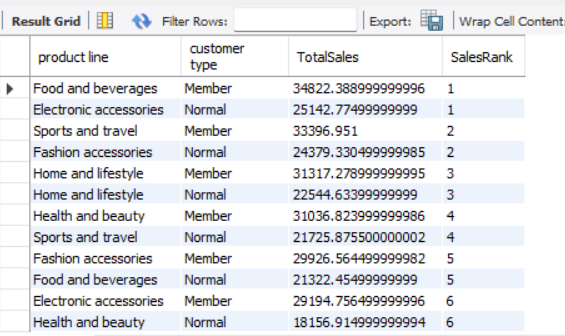 Result Grid Filter Rows: Export: Wrap Cell Content:
product line customer type TotalSales SalesRank
Food and beverages Member 34822.388999999996 1
Electronic accessories Normal 25142.77499999999 1
Sports and travel Member 33396.951 2
Fashion accessories Normal 24379.330499999985 2
Home and lifestyle Member 31317.278999999995 3
Home and lifestyle Normal 22544.63399999999 3
Health and beauty Member 31036.823999999986 4
Sports and travel Normal 21725.875500000002 4
Fashion accessories Member 29926.564499999982 5
Food and beverages Normal 21322.45499999999 5
Electronic accessories Member 29194.756499999996 6
Health and beauty Normal 18156.914999999994 6